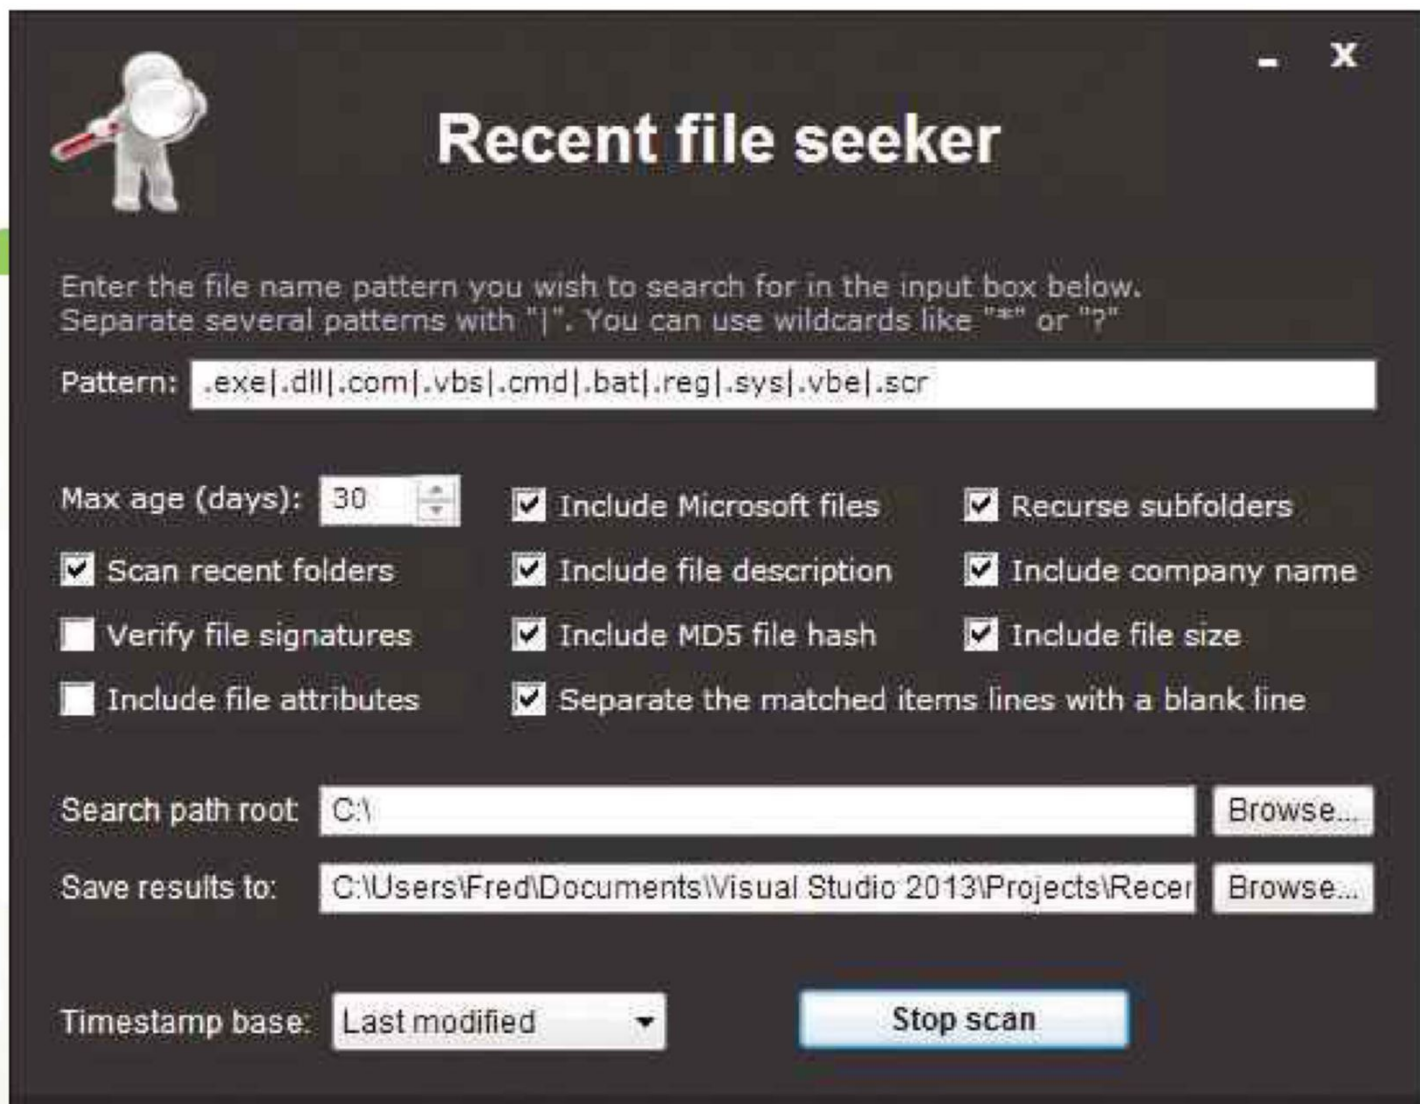 - x
Recent file seeker
Enter the file name pattern you wish to search for in the input box below.
Separate several patterns with "|". You can use wildcards like "*" or "?"
Pattern: .exe|.dll|.com|.vbs|.cmd|.bat|.reg|.sys|.vbe|.scr
Max age (days): 30 Include Microsoft files Recurse subfolders
Scan recent folders Include file description Include company name
Verify file signatures Include MD5 file hash Include file size
Include file attributes Separate the matched items lines with a blank line
Search path root: C:\ Browse...
Save results to: C:\Users\Fred\Documents\Visual Studio 2013\Projects\Recer Browse...
Timestamp base: Last modified Stop scan